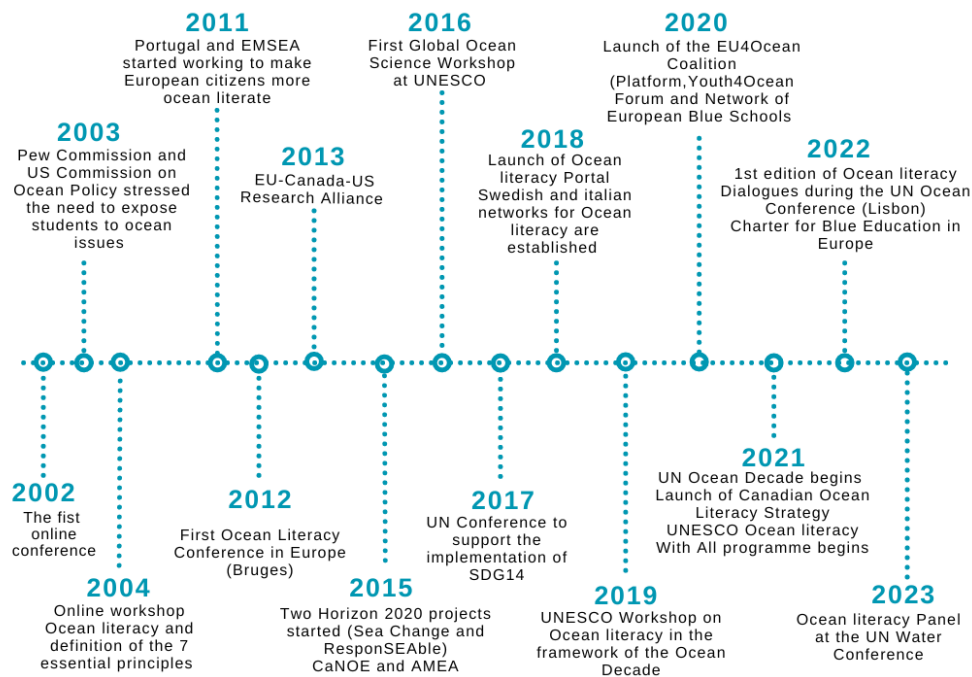 2011
Portugal and EMSEA
started working to make
European citizens more
ocean literate
2016
First Global Ocean
Science Workshop
at UNESCO
2020
Launch of the EU4Ocean
Coalition
(Platform,Youth4Ocean
Forum and Network of
European Blue Schools
2003
Pew Commission and
US Commission on
Ocean Policy stressed
the need to expose
students to ocean
issues
2013
EU-Canada-US
Research Alliance
2018
Launch of Ocean
literacy Portal
Swedish and italian
networks for Ocean
literacy are
established
2022
1st edition of Ocean literacy
Dialogues during the UN Ocean
Conference (Lisbon)
Charter for Blue Education in
Europe
2002
The fist
online
conference
2004
Online workshop
Ocean literacy and
definition of the 7
essential principles
2012
First Ocean Literacy
Conference in Europe
(Bruges)
2015
Two Horizon 2020 projects
started (Sea Change and
ResponSEAble)
CaNOE and AMEA
2017
UN Conference to
support the
implementation of
SDG14
2019
UNESCO Workshop on
Ocean literacy in the
framework of the Ocean
Decade
2021
UN Ocean Decade begins
Launch of Canadian Ocean
Literacy Strategy
UNESCO Ocean literacy
With All programme begins
2023
Ocean literacy Panel
at the UN Water
Conference